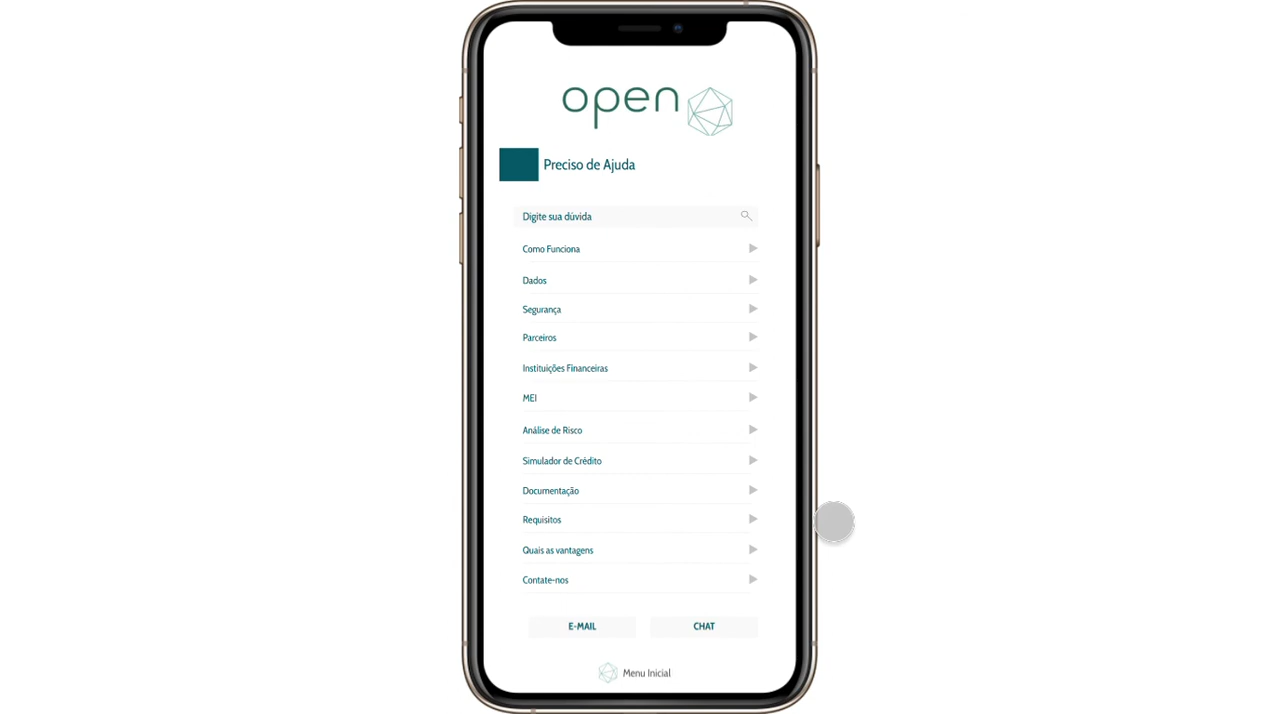 open
Preciso de Ajuda
Digite sua dúvida
Como Funciona
Dados
Segurança
Parceiros
Instituições Financeiras
MEI
Análise de Risco
Simulador de Crédito
Documentação
Requisitos
Quais as vantagens
Contate-nos
E-MAIL CHAT
Menu Inicial